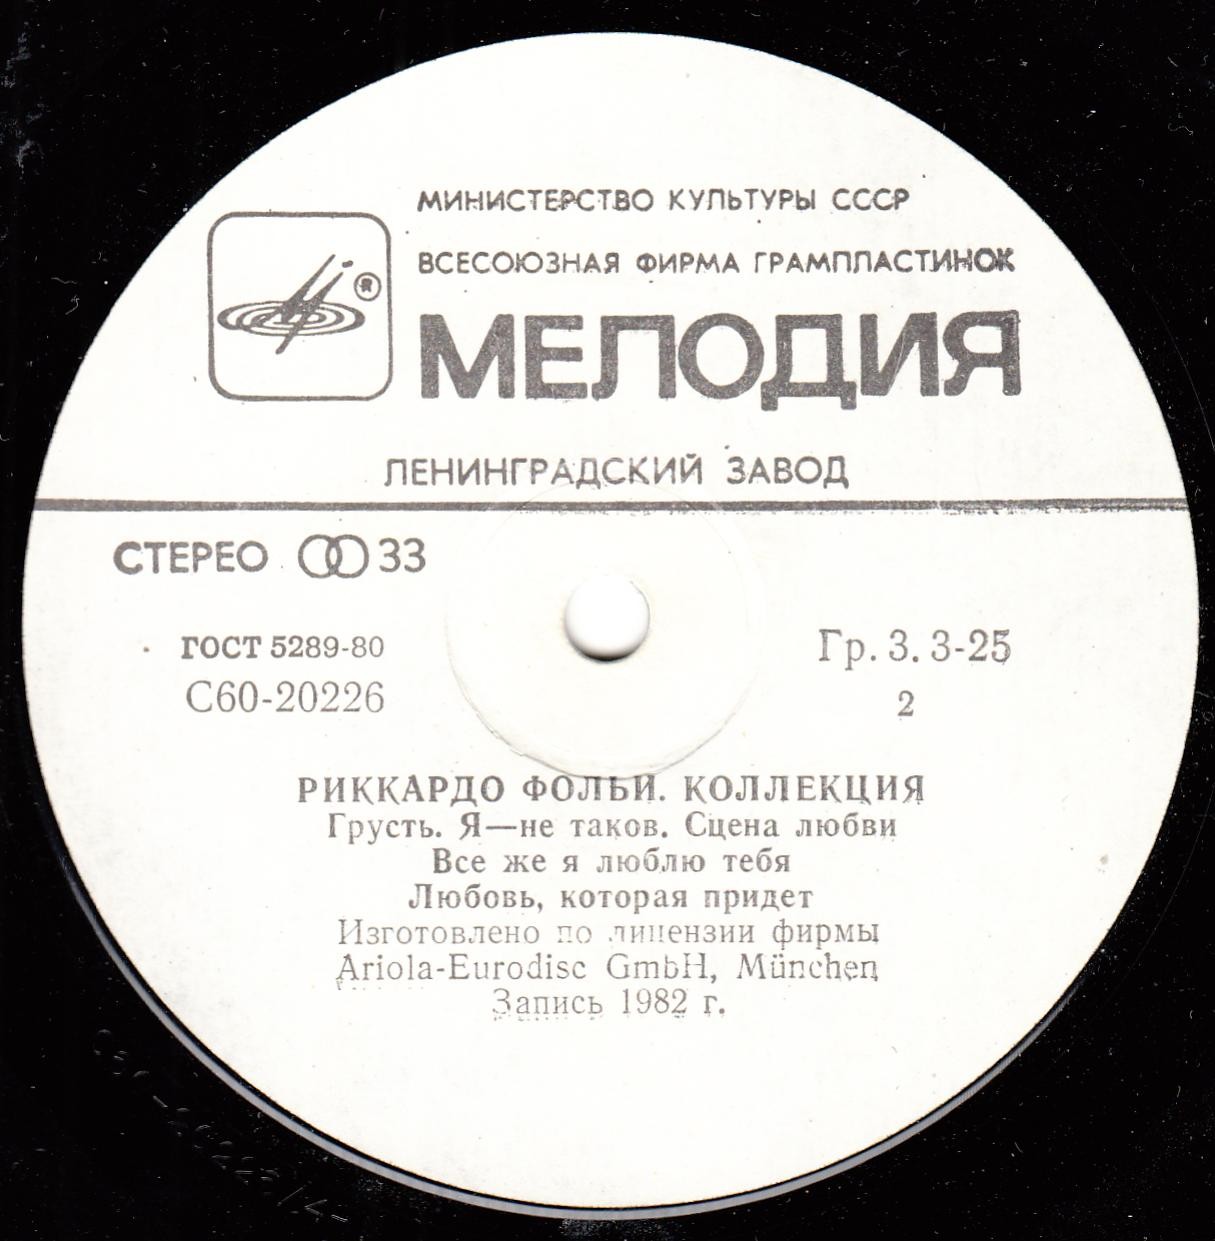 МИНИСТЕРСТВО КУЛЬТУРЫ СССР
ВСЕСОЮЗНАЯ ФИРМА ГРАМПЛАСТИНОК
®
МЕЛОДИЯ
ЛЕНИНГРАДСКИЙ ЗАВОД
СТЕРЕО 33
ГОСТ 5289-80
Гр. 3. 3-25
С60-20226
2
РИККАРДО ФОЛЬИ. КОЛЛЕКЦИЯ
Грусть. Я—не таков. Сцена любви
Все же я люблю тебя
Любовь, которая придет
Изготовлено по лицензии фирмы
Ariola-Eurodisc GmbH, München
Запись 1982 г.